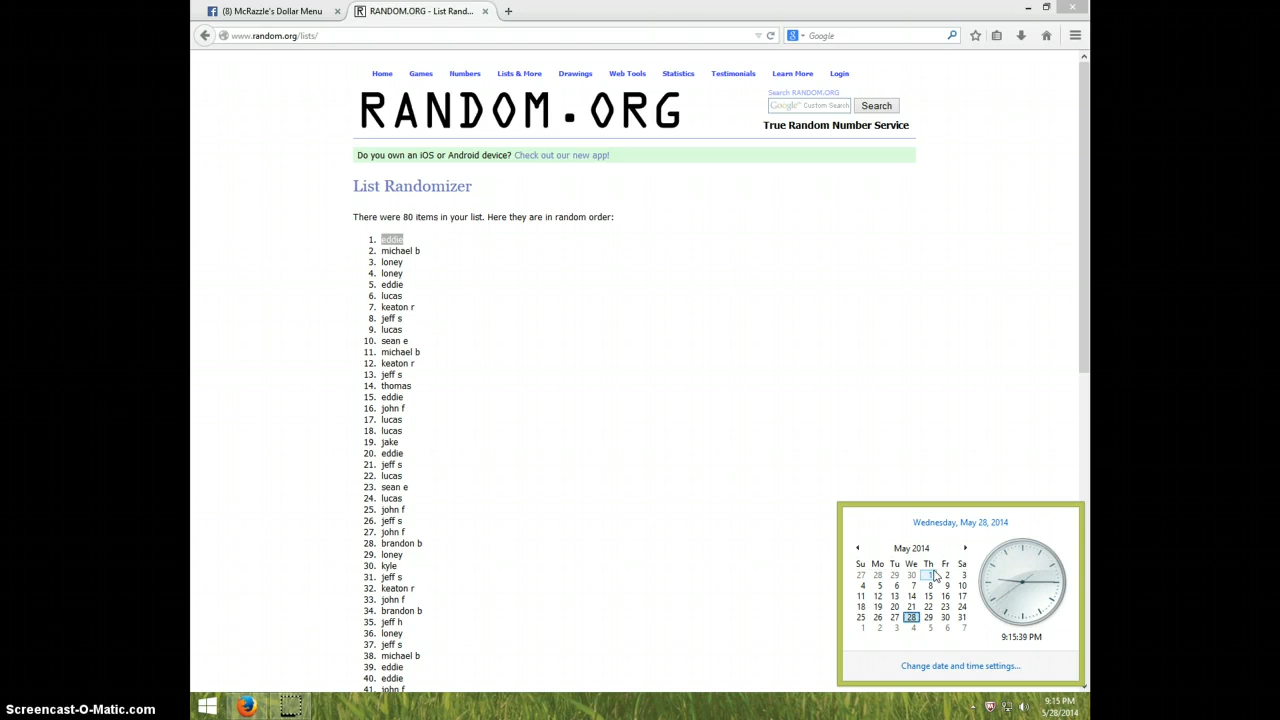 (8) McRazzle's Dollar Menu
RANDOM.ORG - List Rand...
www.random.org/lists/
Google
Home Games Numbers Lists & More Drawings Web Tools Statistics Testimonials Learn More Login
Search RANDOM.ORG
RANDOM.ORG
Google™ Custom Search Search
True Random Number Service
Do you own an iOS or Android device? Check out our new app!
List Randomizer
There were 80 items in your list. Here they are in random order:
1. eddie
2. michael b
3. loney
4. loney
5. eddie
6. lucas
7. keaton r
8. jeff s
9. lucas
10. sean e
11. michael b
12. keaton r
13. jeff s
14. thomas
15. eddie
16. john f
17. lucas
18. lucas
19. jake
20. eddie
21. jeff s
22. lucas
23. sean e
24. lucas
25. john f
26. jeff s
27. john f
28. brandon b
29. loney
30. kyle
31. jeff s
32. keaton r
33. john f
34. brandon b
35. jeff h
36. loney
37. jeff s
38. michael b
39. eddie
40. eddie
41. john f
Wednesday, May 28, 2014
May 2014
Su Mo Tu We Th Fr Sa
27 28 29 30 1 2 3
4 5 6 7 8 9 10
11 12 13 14 15 16 17
18 19 20 21 22 23 24
25 26 27 28 29 30 31
1 2 3 4 5 6 7
9:15:39 PM
Change date and time settings...
9:15 PM
5/28/2014
Screencast-O-Matic.com